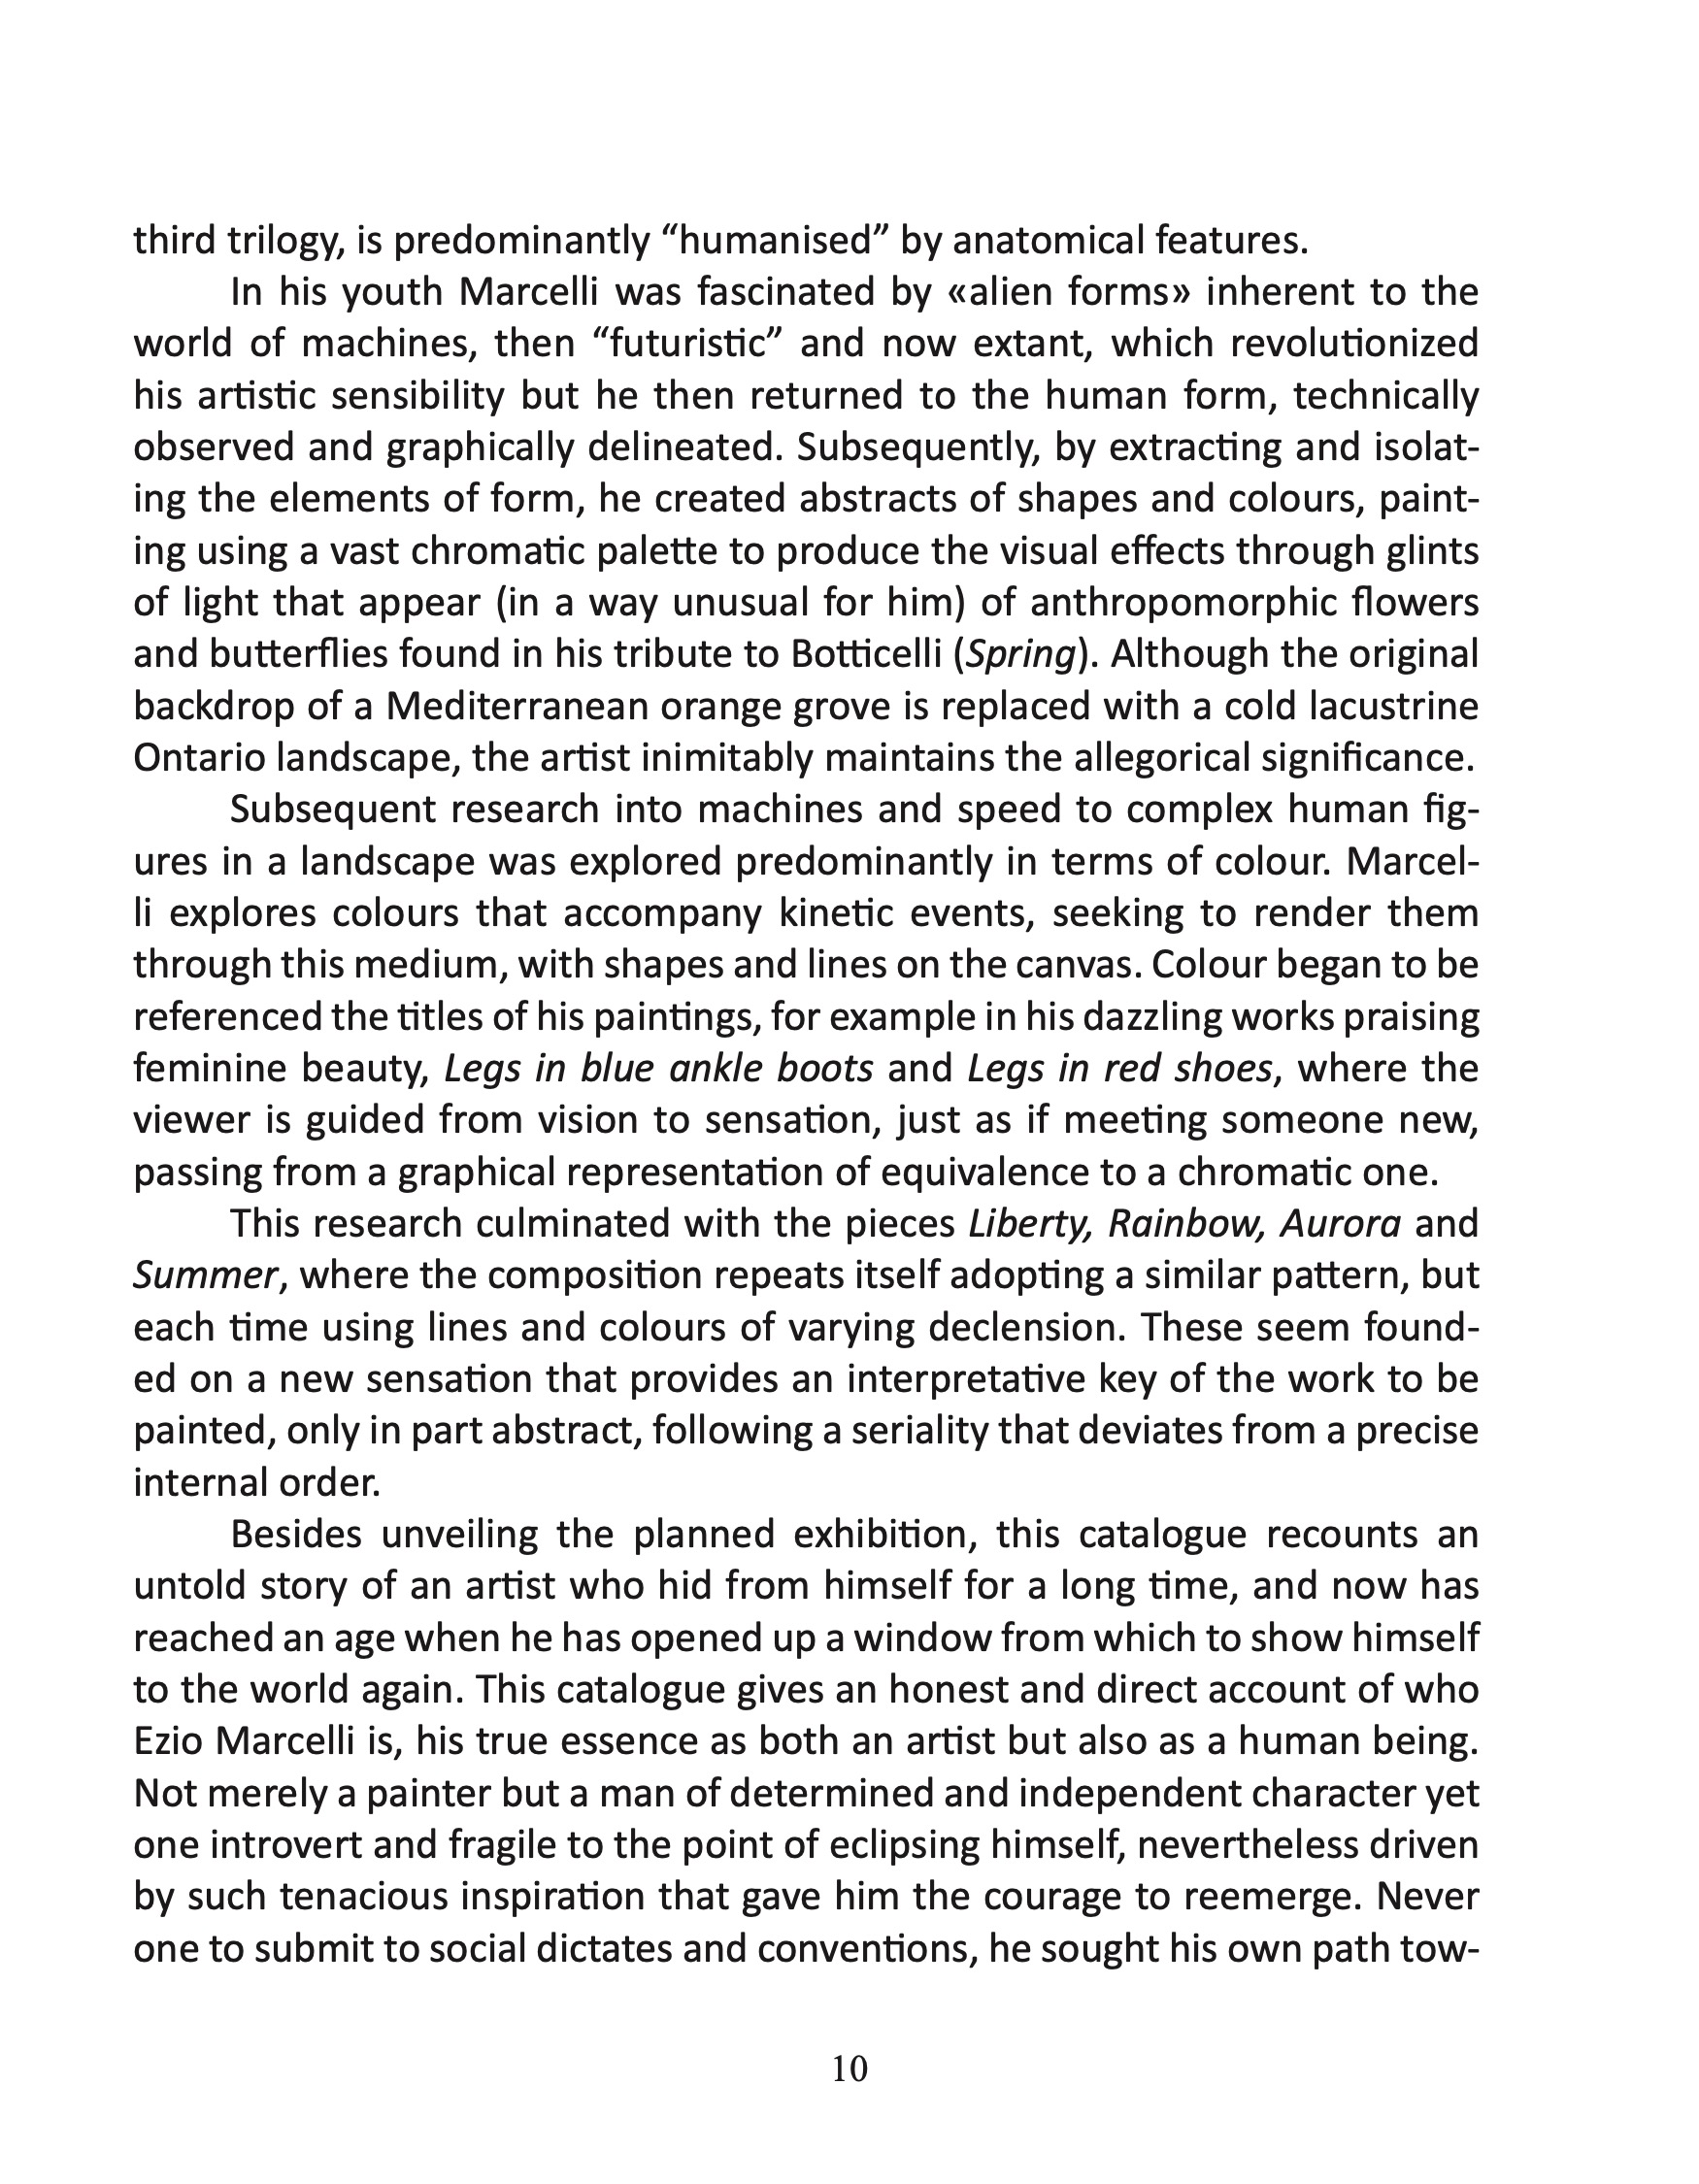 third trilogy, is predominantly “humanised” by anatomical features.
In his youth Marcelli was fascinated by «alien forms» inherent to the
world of machines, then “futuristic” and now extant, which revolutionized
his artistic sensibility but he then returned to the human form, technically
observed and graphically delineated. Subsequently, by extracting and isolat-
ing the elements of form, he created abstracts of shapes and colours, paint-
ing using a vast chromatic palette to produce the visual effects through glints
of light that appear (in a way unusual for him) of anthropomorphic flowers
and butterflies found in his tribute to Botticelli (Spring). Although the original
backdrop of a Mediterranean orange grove is replaced with a cold lacustrine
Ontario landscape, the artist inimitably maintains the allegorical significance.
Subsequent research into machines and speed to complex human fig-
ures in a landscape was explored predominantly in terms of colour. Marcel-
li explores colours that accompany kinetic events, seeking to render them
through this medium, with shapes and lines on the canvas. Colour began to be
referenced the titles of his paintings, for example in his dazzling works praising
feminine beauty, Legs in blue ankle boots and Legs in red shoes, where the
viewer is guided from vision to sensation, just as if meeting someone new,
passing from a graphical representation of equivalence to a chromatic one.
This research culminated with the pieces Liberty, Rainbow, Aurora and
Summer, where the composition repeats itself adopting a similar pattern, but
each time using lines and colours of varying declension. These seem found-
ed on a new sensation that provides an interpretative key of the work to be
painted, only in part abstract, following a seriality that deviates from a precise
internal order.
Besides unveiling the planned exhibition, this catalogue recounts an
untold story of an artist who hid from himself for a long time, and now has
reached an age when he has opened up a window from which to show himself
to the world again. This catalogue gives an honest and direct account of who
Ezio Marcelli is, his true essence as both an artist but also as a human being.
Not merely a painter but a man of determined and independent character yet
one introvert and fragile to the point of eclipsing himself, nevertheless driven
by such tenacious inspiration that gave him the courage to reemerge. Never
one to submit to social dictates and conventions, he sought his own path tow-
10